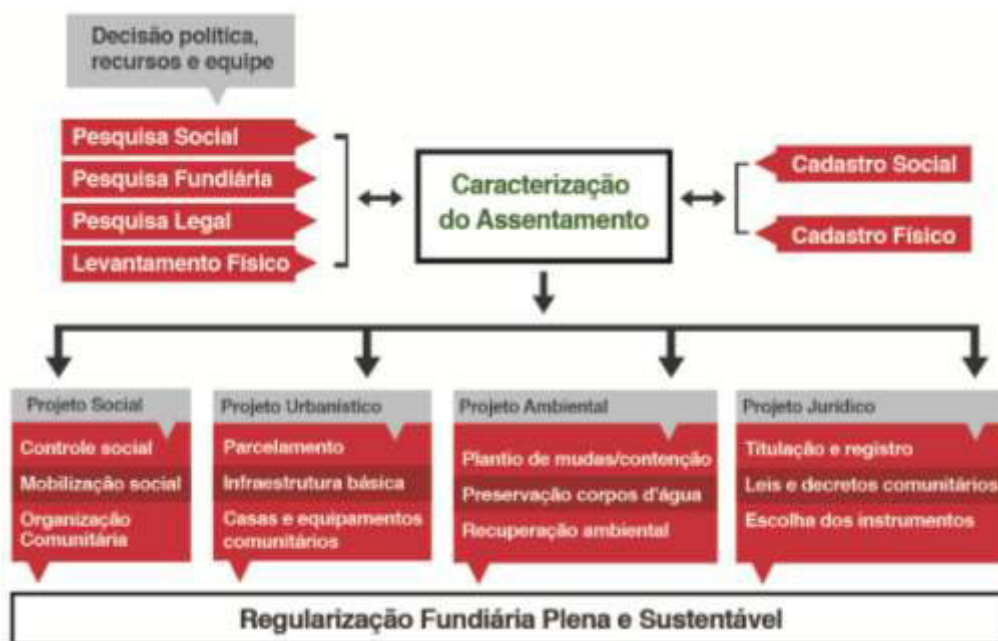 Decisão política,
recursos e equipe
Pesquisa Social
Pesquisa Fundiária
Pesquisa Legal
Levantamento Físico
Caracterização
do Assentamento
Cadastro Social
Cadastro Físico
Projeto Social
Controle social
Mobilização social
Organização
Comunitária
Projeto Urbanístico
Parcelamento
Infraestrutura básica
Casas e equipamentos
comunitários
Projeto Ambiental
Plantio de mudas/contenção
Preservação corpos d'água
Recuperação ambiental
Projeto Jurídico
Titulação e registro
Leis e decretos comunitários
Escolha dos instrumentos
Regularização Fundiária Plena e Sustentável